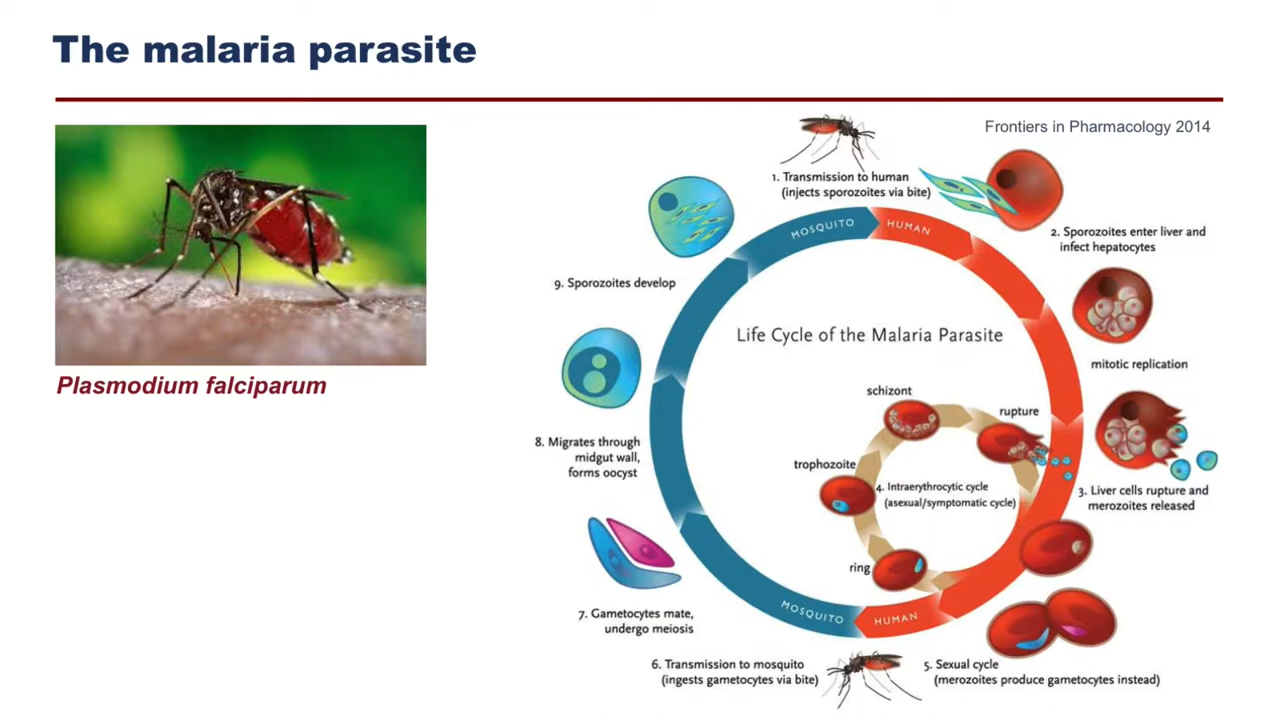 The malaria parasite
Frontiers in Pharmacology 2014
Plasmodium falciparum
1. Transmission to human
(injects sporozoites via bite)
MOSQUITO
HUMAN
2. Sporozoites enter liver and
infect hepatocytes
mitotic replication
3. Liver cells rupture and
merozoites released
Life Cycle of the Malaria Parasite
schizont
rupture
trophozoite
4. Intraerythrocytic cycle
(asexual/symptomatic cycle)
ring
5. Sexual cycle
(merozoites produce gametocytes instead)
HUMAN
MOSQUITO
6. Transmission to mosquito
(ingests gametocytes via bite)
7. Gametocytes mate,
undergo meiosis
8. Migrates through
midgut wall,
forms oocyst
9. Sporozoites develop